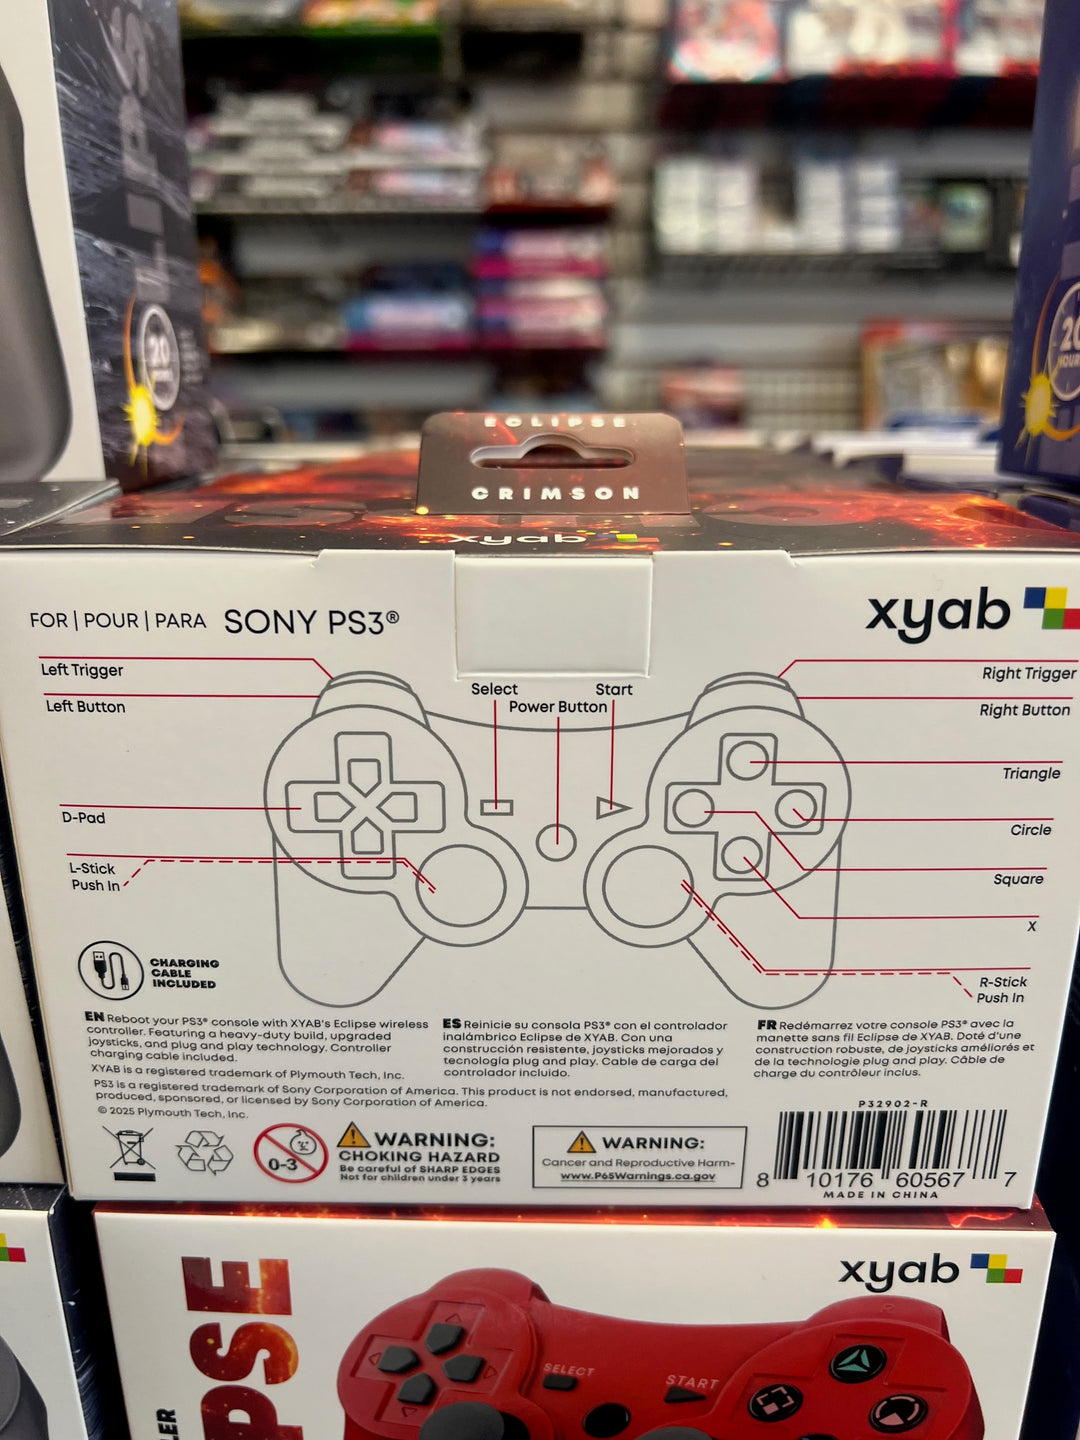 20
20
HOURS
ECLIPSE
CRIMSON
xyab
FOR | POUR | PARA SONY PS3®
xyab
Left Trigger
Left Button
Select
Power Button
Start
Right Trigger
Right Button
Triangle
D-Pad
Circle
L-Stick
Push In
Square
X
R-Stick
Push In
CHARGING
CABLE
INCLUDED
EN Reboot your PS3® console with XYAB's Eclipse wireless
controller. Featuring a heavy-duty build, upgraded
joysticks, and plug and play technology. Controller
charging cable included.
ES Reinicie su consola PS3® con el controlador
inalámbrico Eclipse de XYAB. Con una
construcción resistente, joysticks mejorados y
tecnología plug and play. Cable de carga del
controlador incluido.
FR Redémarrez votre console PS3® avec la
manette sans fil Eclipse de XYAB. Doté d'une
construction robuste, de joysticks améliorés et
de la technologie plug and play. Câble de
charge du contrôleur inclus.
XYAB is a registered trademark of Plymouth Tech, Inc.
PS3 is a registered trademark of Sony Corporation of America. This product is not endorsed, manufactured,
produced, sponsored, or licensed by Sony Corporation of America.
© 2025 Plymouth Tech, Inc.
0-3
WARNING:
CHOKING HAZARD
Be careful of SHARP EDGES
Not for children under 3 years
WARNING:
Cancer and Reproductive Harm-
www.P65Warnings.ca.gov
P32902-R
8 10176 60567 7
MADE IN CHINA
xyab
PSE
LER
SELECT
START
R